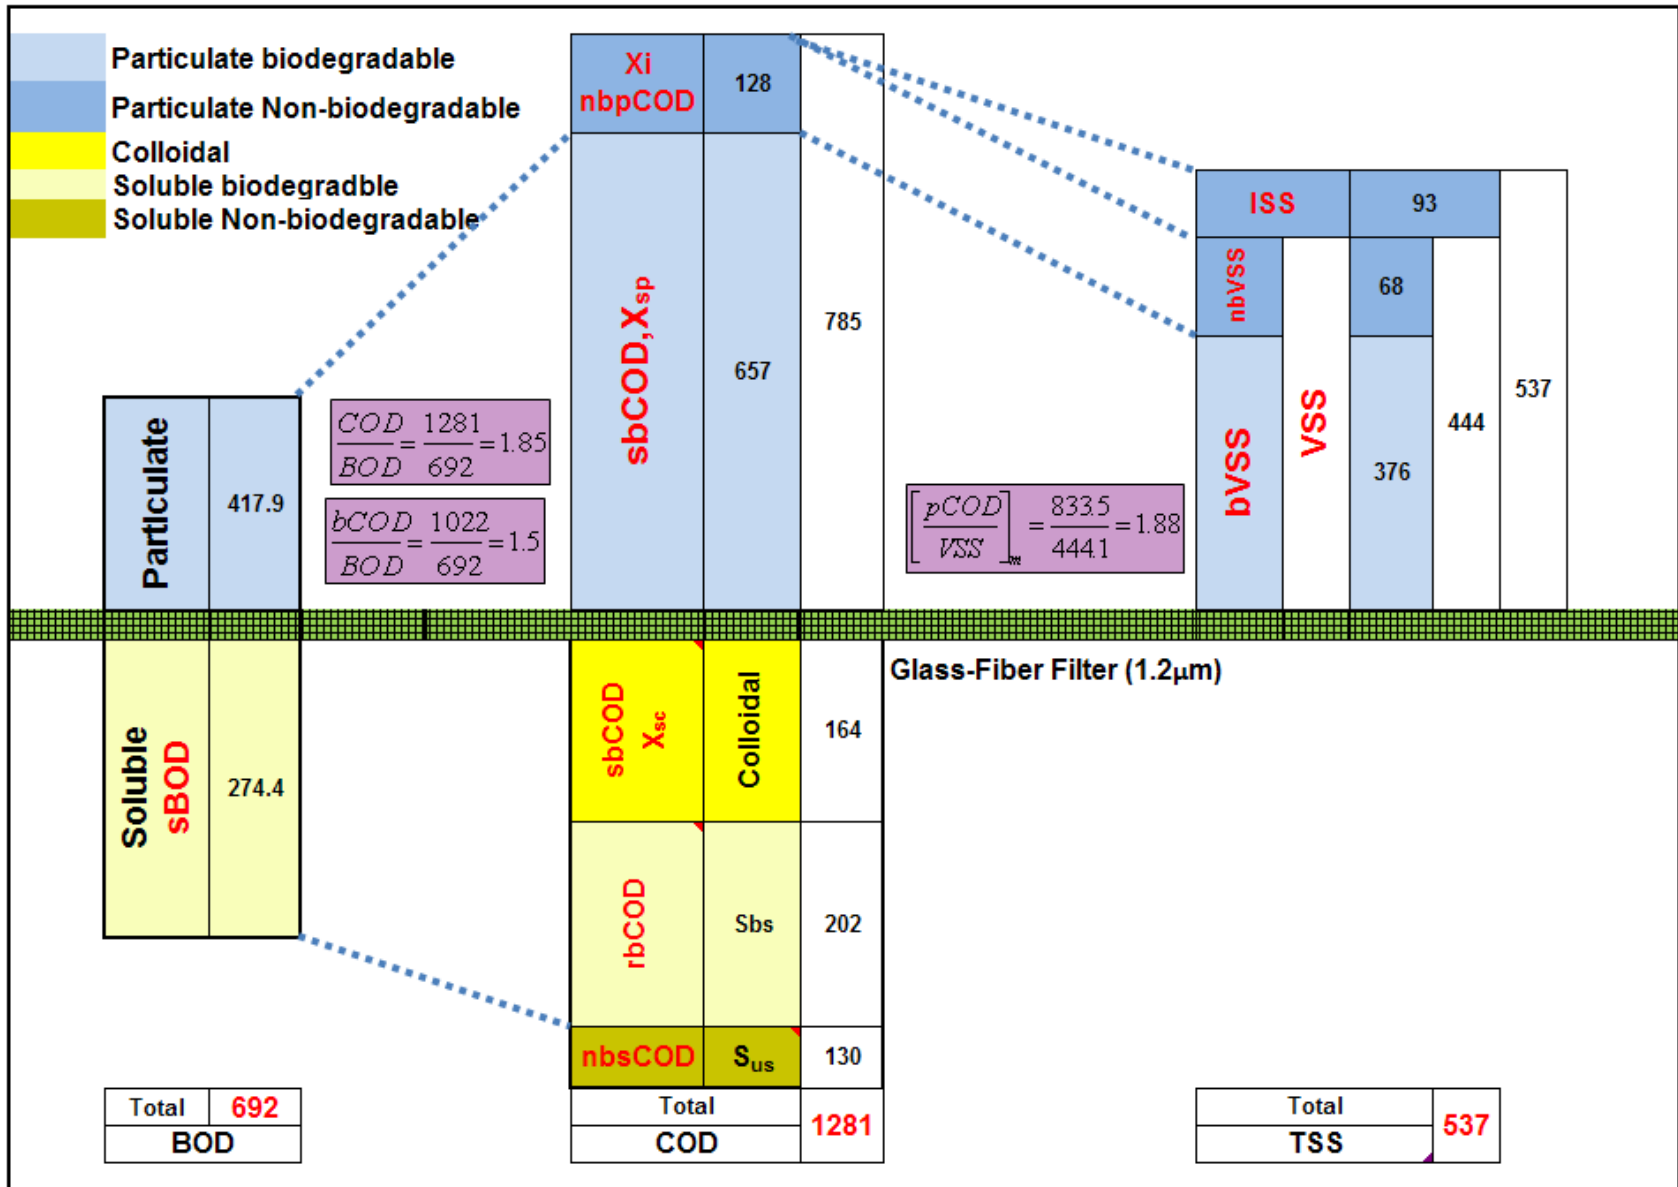 Particulate biodegradable
Particulate Non-biodegradable
Colloidal
Soluble biodegradble
Soluble Non-biodegradable
Particulate
417.9
Soluble
sBOD
274.4
Total 692
BOD
COD/BOD = 1281/692 = 1.85
bCOD/BOD = 1022/692 = 1.5
Xi
nbpCOD
128
sbCOD, Xsp
657
785
sbCOD
Xsc
Colloidal
164
rbCOD
Sbs
202
nbsCOD
Sus
130
Total
COD
1281
[pCOD/VSS]m = 833.5/444.1 = 1.88
Glass-Fiber Filter (1.2µm)
ISS
93
nbVSS
68
bVSS
VSS
376
444
537
Total
TSS
537